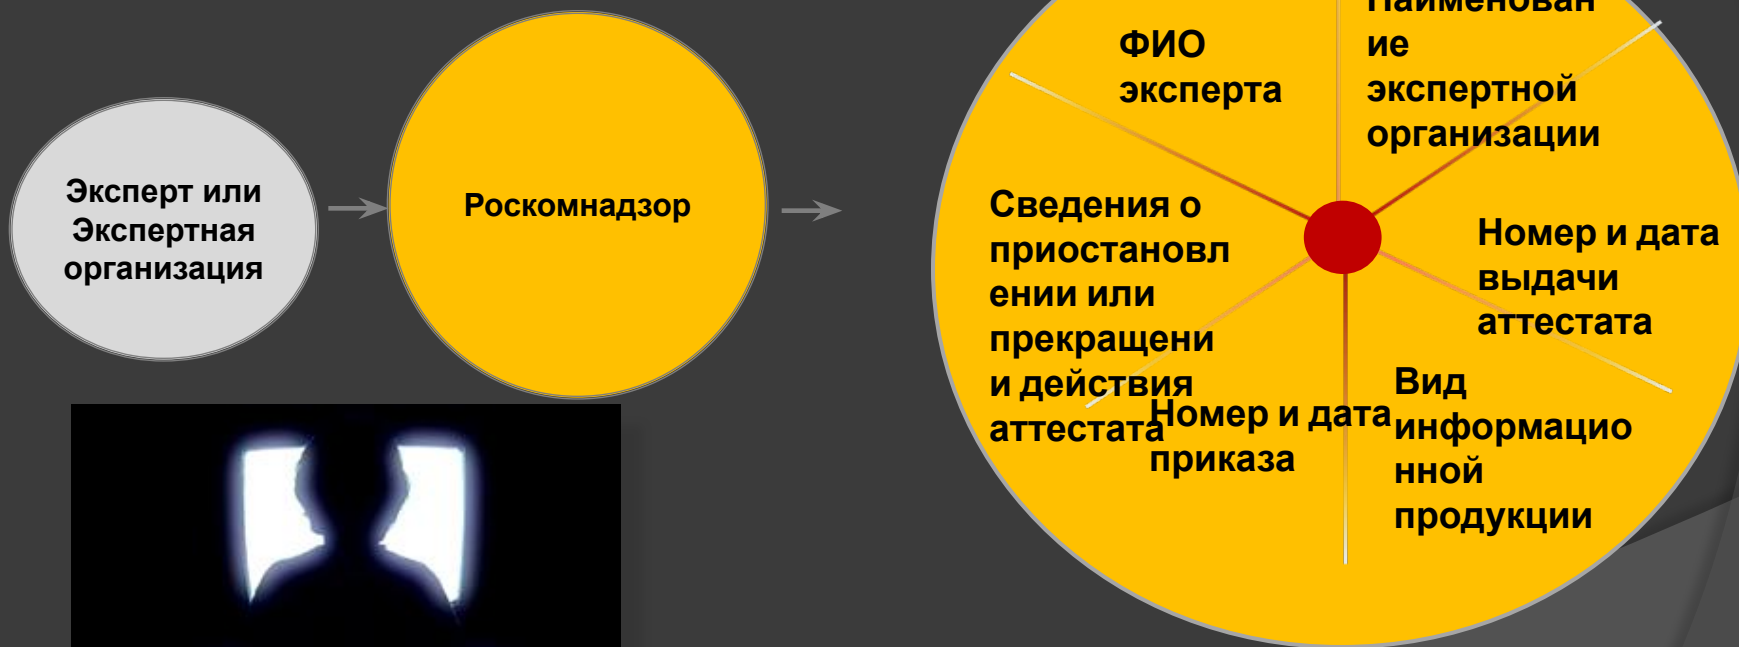 Эксперт или
Экспертная
организация
Роскомнадзор
ФИО
эксперта
Наименован
ие
экспертной
организации
Номер и дата
выдачи
аттестата
Вид
информацио
нной
продукции
Номер и дата
приказа
Сведения о
приостановл
ении или
прекращени
и действия
аттестата